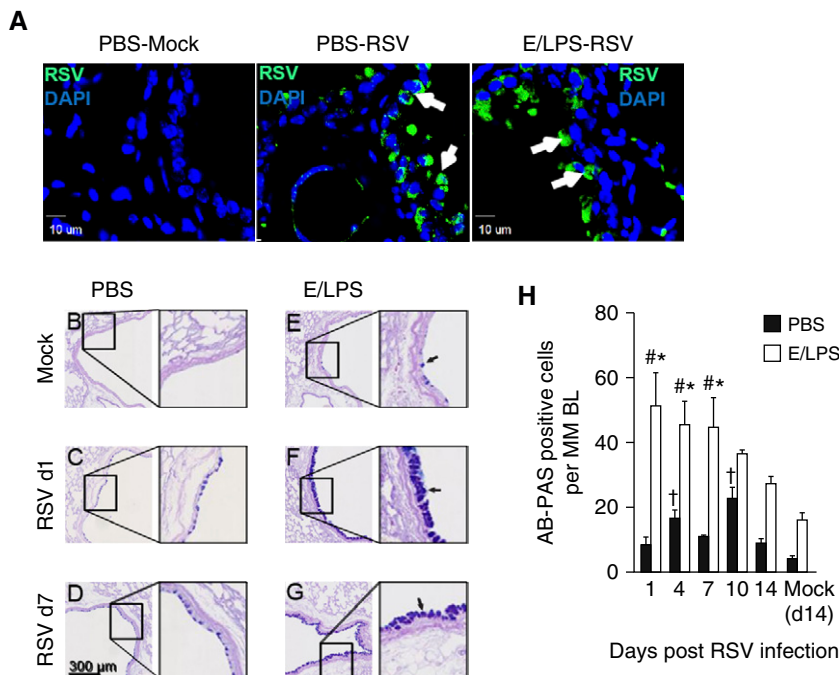 A
PBS-Mock
PBS-RSV
E/LPS-RSV
RSV
DAPI
10 um
RSV
DAPI
10 um
RSV
DAPI
10 um
PBS
E/LPS
Mock
B
E
RSV d1
C
F
RSV d7
D
G
300 μm
H
PBS
E/LPS
AB-PAS positive cells
per MM BL
80
60
40
20
0
#*
#*
#*
†
†
1 4 7 10 14 Mock
(d14)
Days post RSV infection